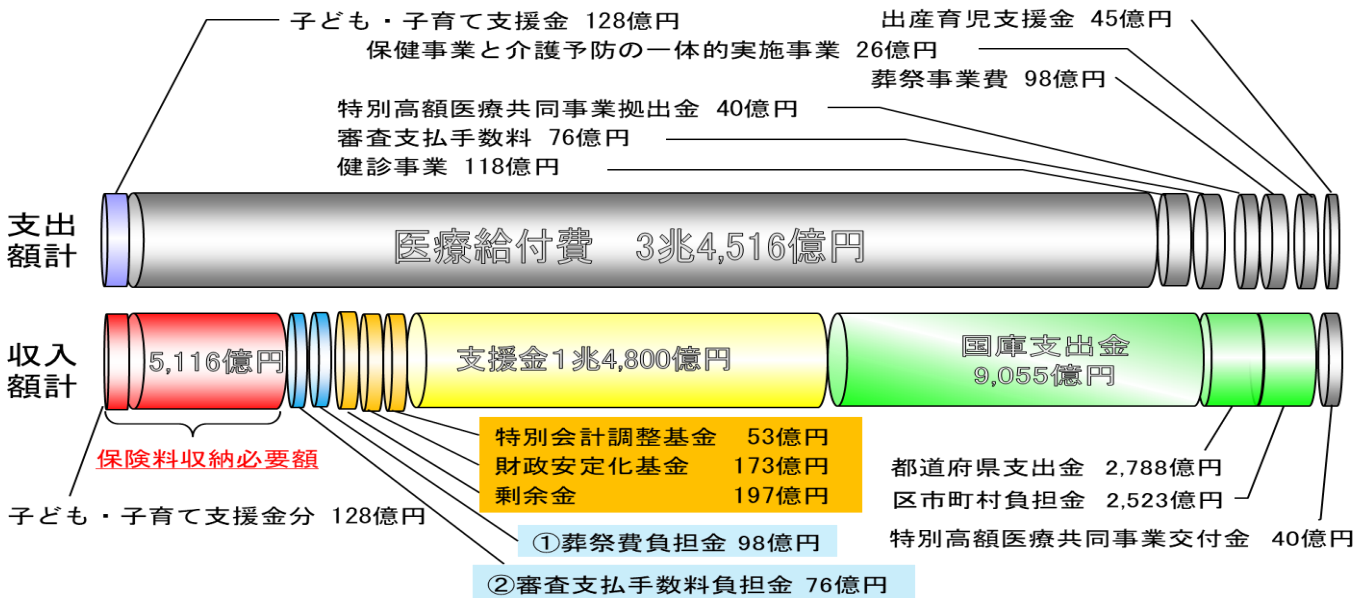 子ども・子育て支援金 128億円
出産育児支援金 45億円
保健事業と介護予防の一体的実施事業 26億円
葬祭事業費 98億円
特別高額医療共同事業拠出金 40億円
審査支払手数料 76億円
健診事業 118億円
支出
額計
医療給付費 3兆4,516億円
収入
額計
5,116億円
支援金1兆4,800億円
国庫支出金
9,055億円
保険料収納必要額
子ども・子育て支援金分 128億円
特別会計調整基金 53億円
財政安定化基金 173億円
剰余金 197億円
①葬祭費負担金 98億円
②審査支払手数料負担金 76億円
都道府県支出金 2,788億円
区市町村負担金 2,523億円
特別高額医療共同事業交付金 40億円